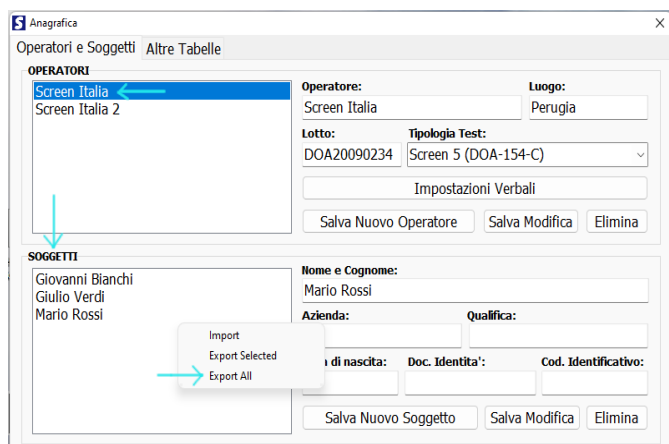 S Anagrafica
Operatori e Soggetti Altre Tabelle
OPERATORI
Screen Italia
Screen Italia 2
Operatore: Luogo:
Screen Italia Perugia
Lotto: Tipologia Test:
DOA20090234 Screen 5 (DOA-154-C)
Impostazioni Verbali
Salva Nuovo Operatore Salva Modifica Elimina
SOGGETTI
Giovanni Bianchi
Giulio Verdi
Mario Rossi
Nome e Cognome:
Mario Rossi
Azienda: Qualifica:
Import
Export Selected
Export All
di nascita: Doc. Identita': Cod. Identificativo:
Salva Nuovo Soggetto Salva Modifica Elimina